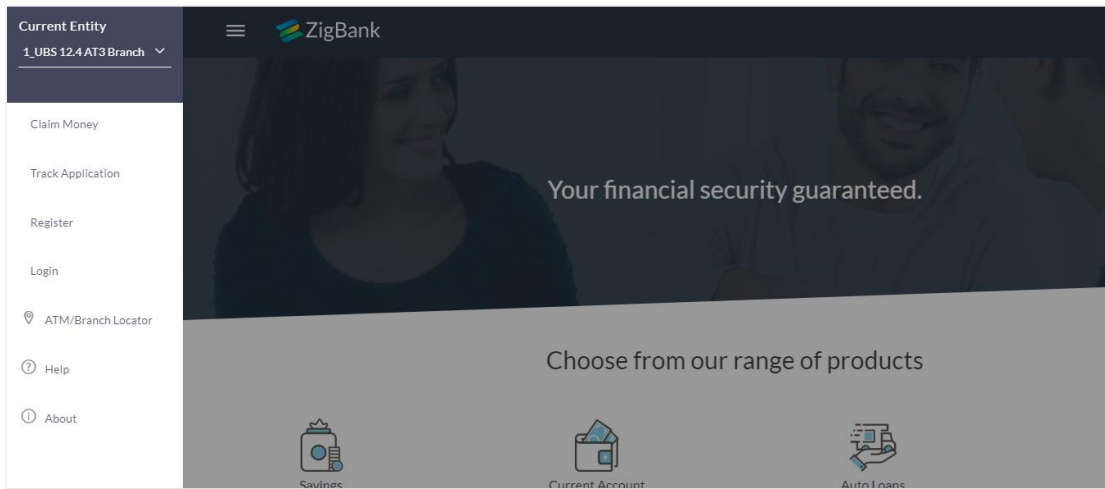 Current Entity
1_UBS 12.4 AT3 Branch
Claim Money
Track Application
Register
Login
ATM/Branch Locator
Help
About
ZigBank
Your financial security guaranteed.
Choose from our range of products
Savings
Current Account
Auto Loans